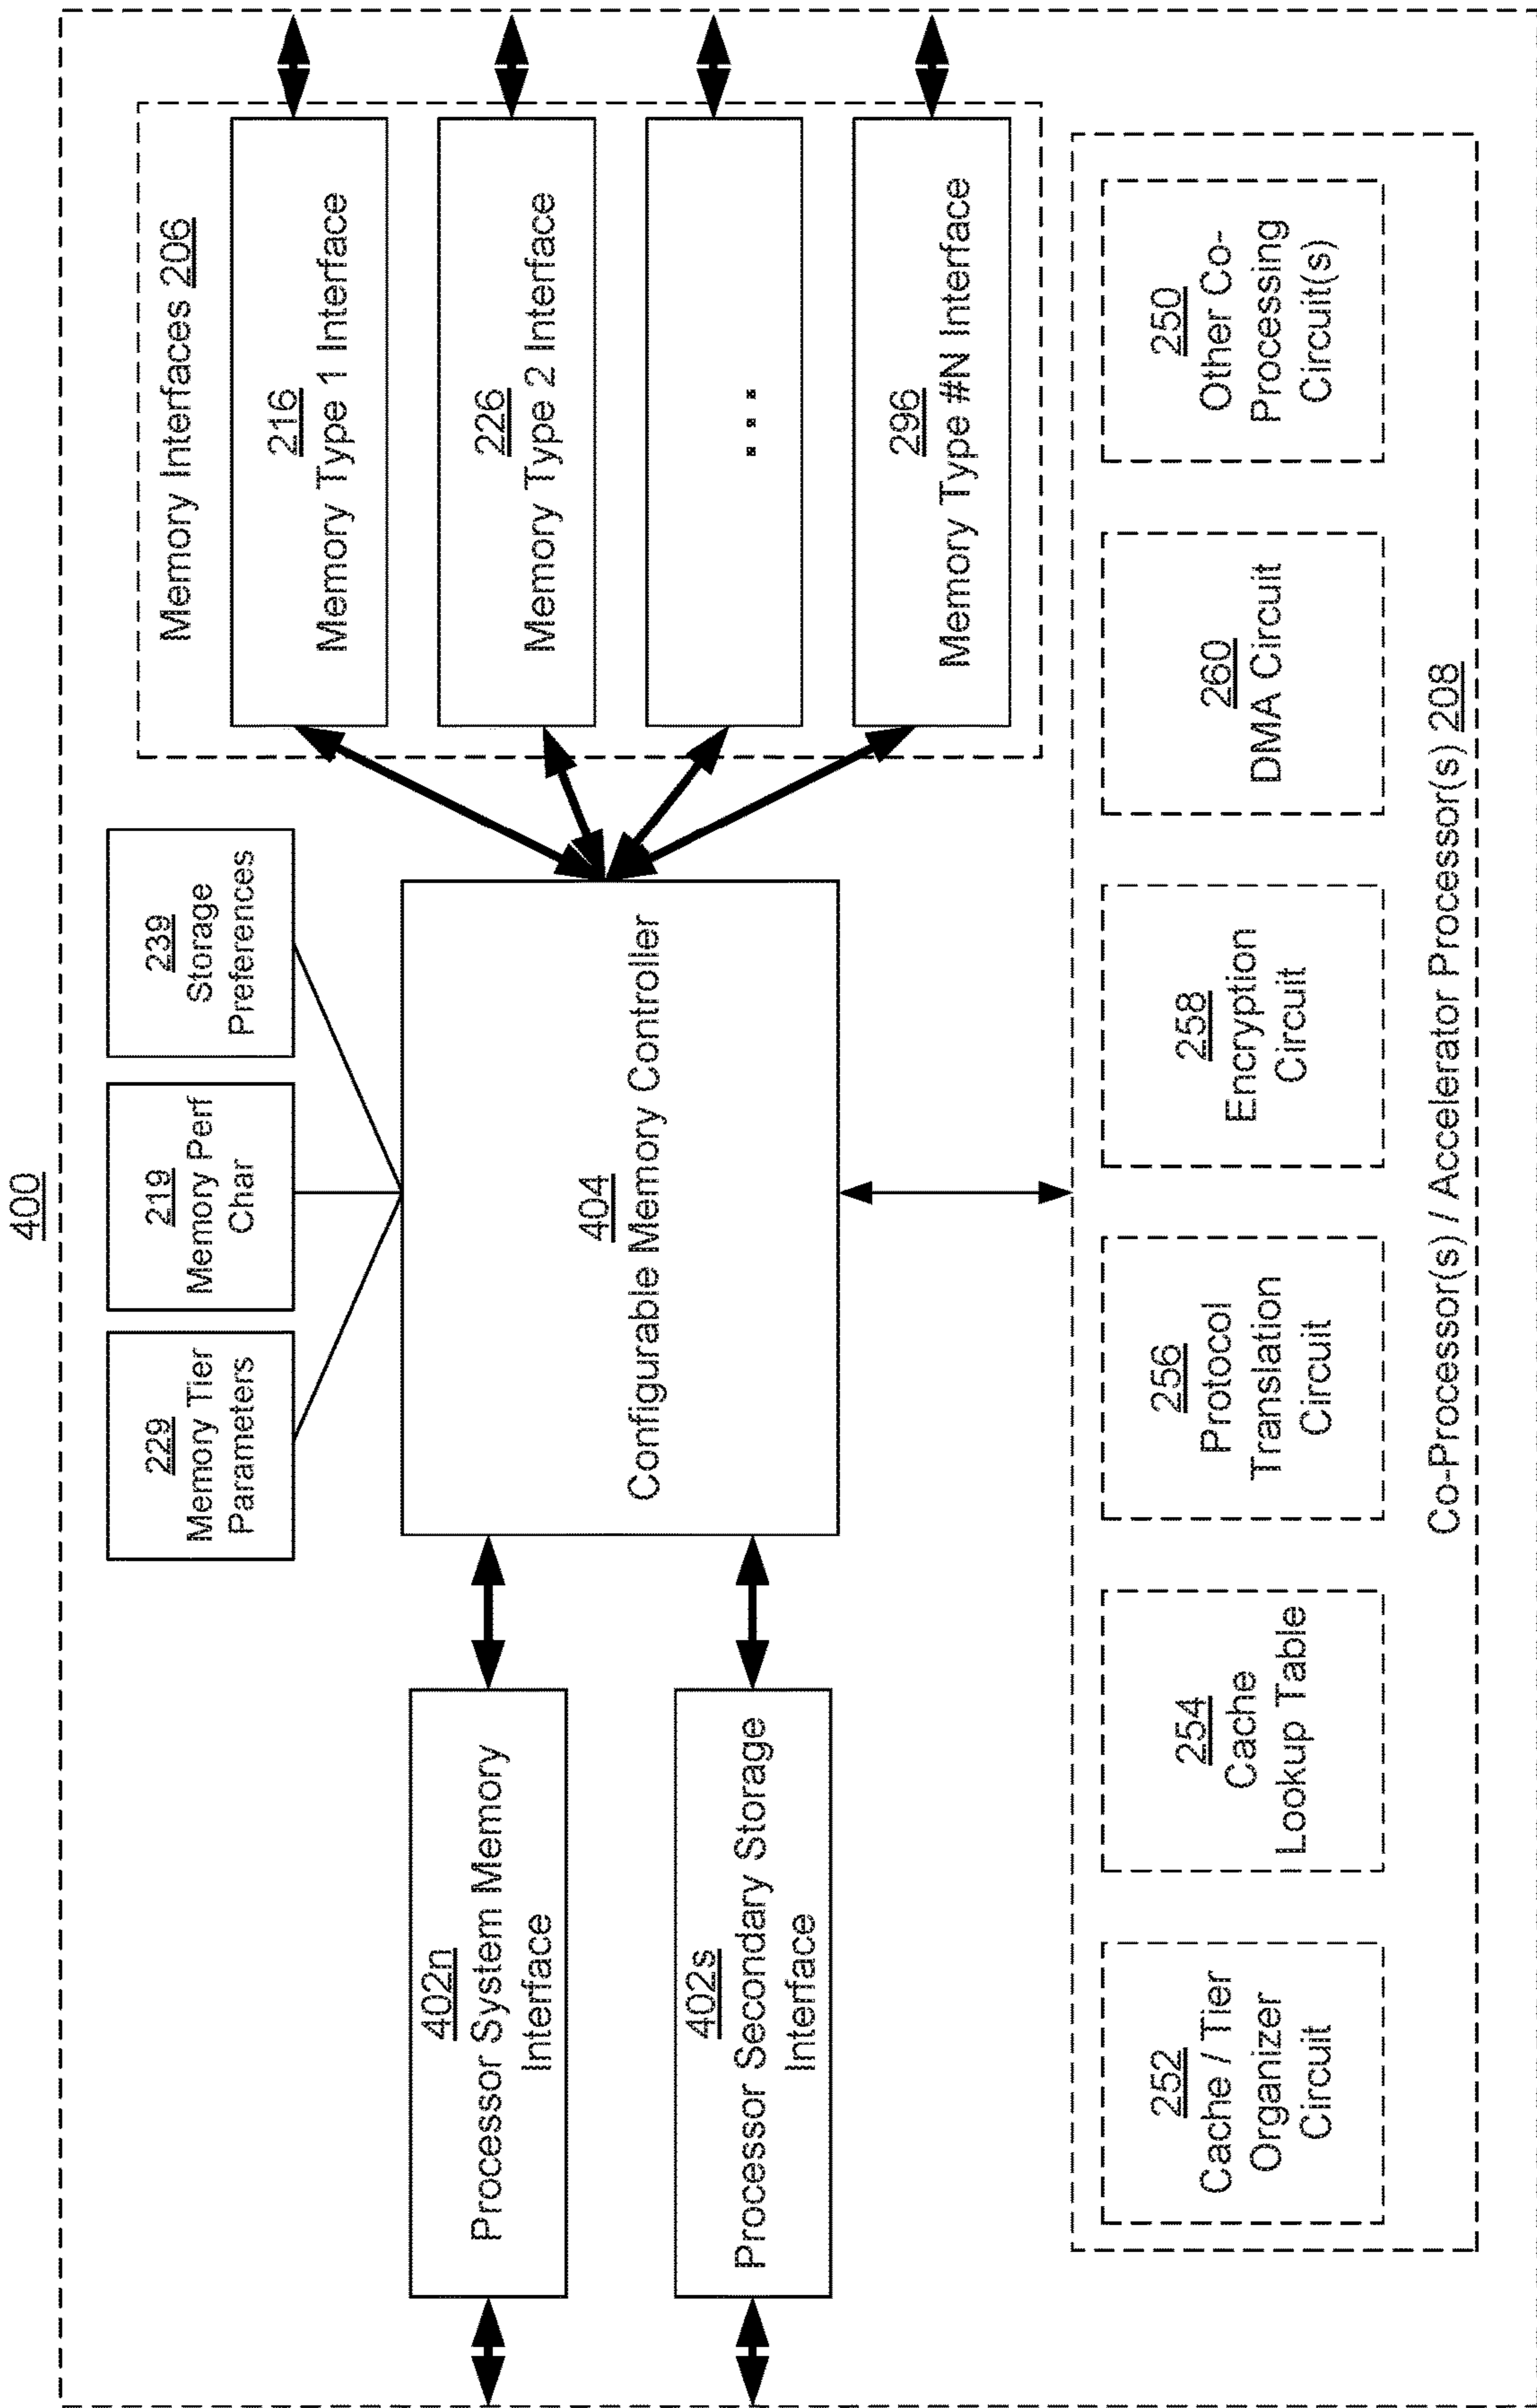 400
229
Memory Tier
Parameters
219
Memory Perf
Char
239
Storage
Preferences
Memory Interfaces 206
216
Memory Type 1 Interface
226
Memory Type 2 Interface
...
296
Memory Type #N Interface
402n
Processor System Memory
Interface
402s
Processor Secondary Storage
Interface
404
Configurable Memory Controller
252
Cache / Tier
Organizer
Circuit
254
Cache
Lookup Table
256
Protocol
Translation
Circuit
258
Encryption
Circuit
260
DMA Circuit
250
Other Co-
Processing
Circuit(s)
Co-Processor(s) / Accelerator Processor(s) 208